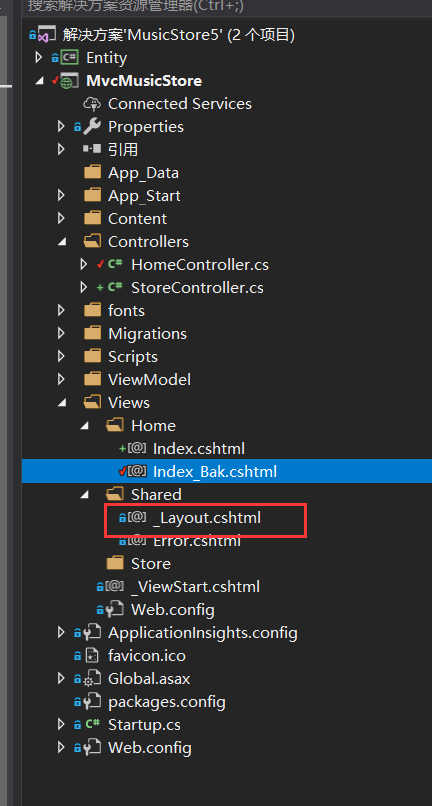 搜索解决方案资源管理器(Ctrl+;)
解决方案'MusicStore5' (2 个项目)
Entity
MvcMusicStore
Connected Services
Properties
引用
App_Data
App_Start
Content
Controllers
HomeController.cs
StoreController.cs
fonts
Migrations
Scripts
ViewModel
Views
Home
Index.cshtml
Index_Bak.cshtml
Shared
_Layout.cshtml
Error.cshtml
Store
_ViewStart.cshtml
Web.config
ApplicationInsights.config
favicon.ico
Global.asax
packages.config
Startup.cs
Web.config